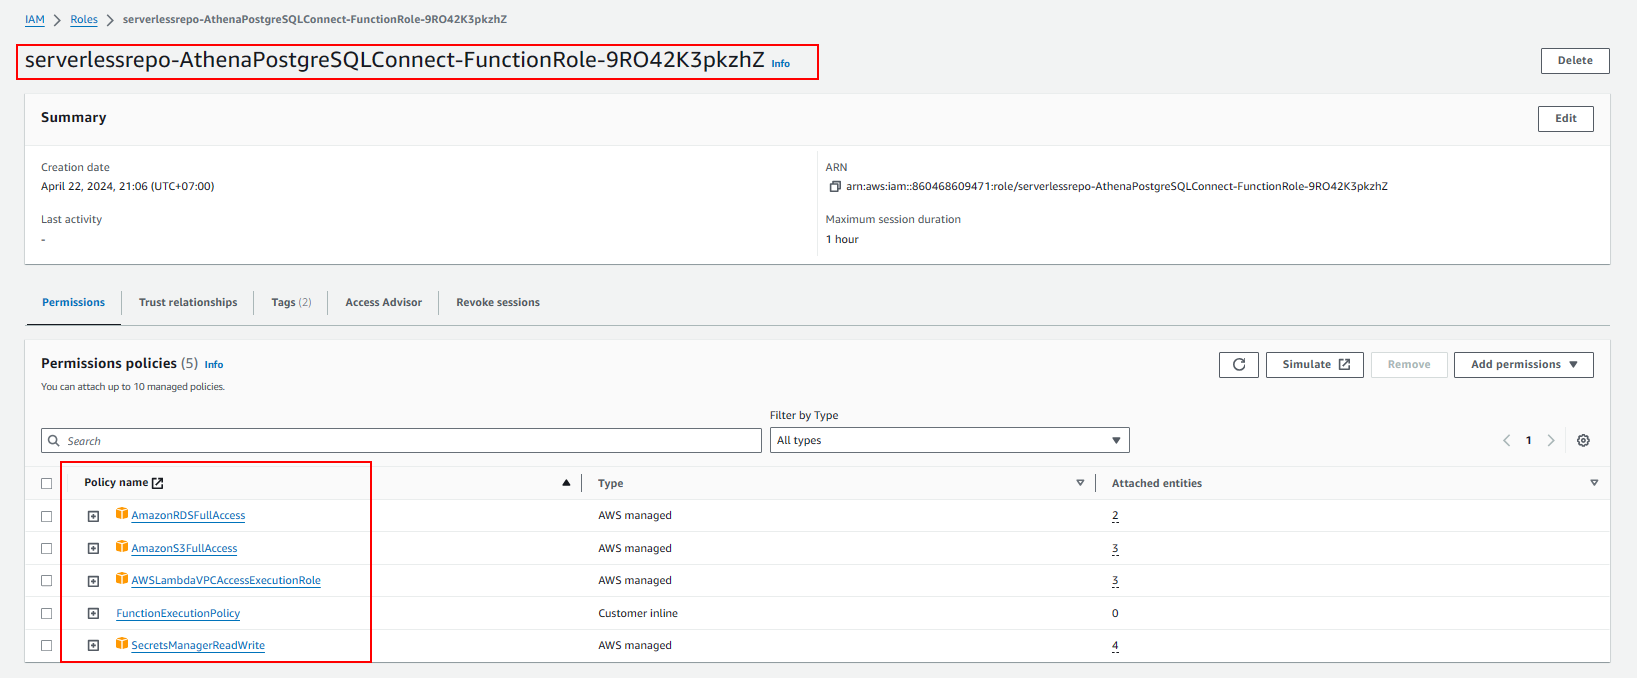 IAM > Roles > serverlessrepo-AthenaPostgreSQLConnect-FunctionRole-9RO42K3pkzhZ
serverlessrepo-AthenaPostgreSQLConnect-FunctionRole-9RO42K3pkzhZ Info
Delete
Summary
Edit
Creation date
April 22, 2024, 21:06 (UTC+07:00)
ARN
arn:aws:iam::860468609471:role/serverlessrepo-AthenaPostgreSQLConnect-FunctionRole-9RO42K3pkzhZ
Last activity
-
Maximum session duration
1 hour
Permissions Trust relationships Tags (2) Access Advisor Revoke sessions
Permissions policies (5) Info
You can attach up to 10 managed policies.
Simulate Remove Add permissions
Filter by Type
Search All types 1
Policy name Type Attached entities
AmazonRDSFullAccess AWS managed 2
AmazonS3FullAccess AWS managed 3
AWSLambdaVPCAccessExecutionRole AWS managed 3
FunctionExecutionPolicy Customer inline 0
SecretsManagerReadWrite AWS managed 4